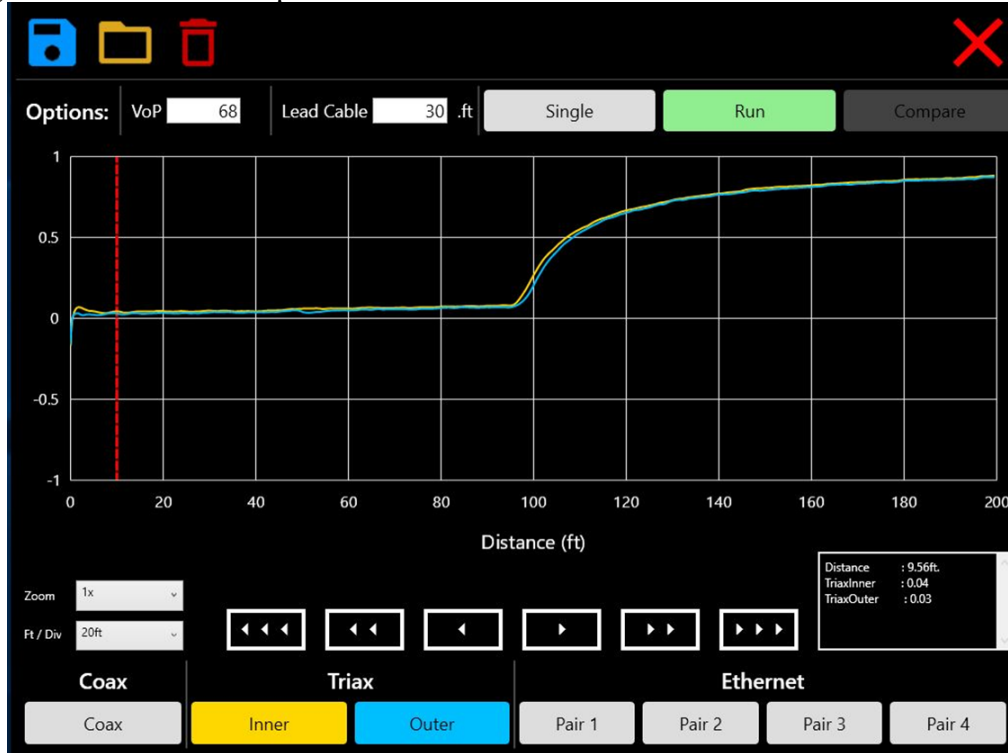 Options: VoP 68 Lead Cable 30 .ft Single Run Compare
1
0.5
0
-0.5
-1
0 20 40 60 80 100 120 140 160 180 200
Distance (ft)
Distance : 9.56ft.
TriaxInner : 0.04
TriaxOuter : 0.03
Zoom 1x
Ft / Div 20ft
Coax Triax Ethernet
Coax Inner Outer Pair 1 Pair 2 Pair 3 Pair 4